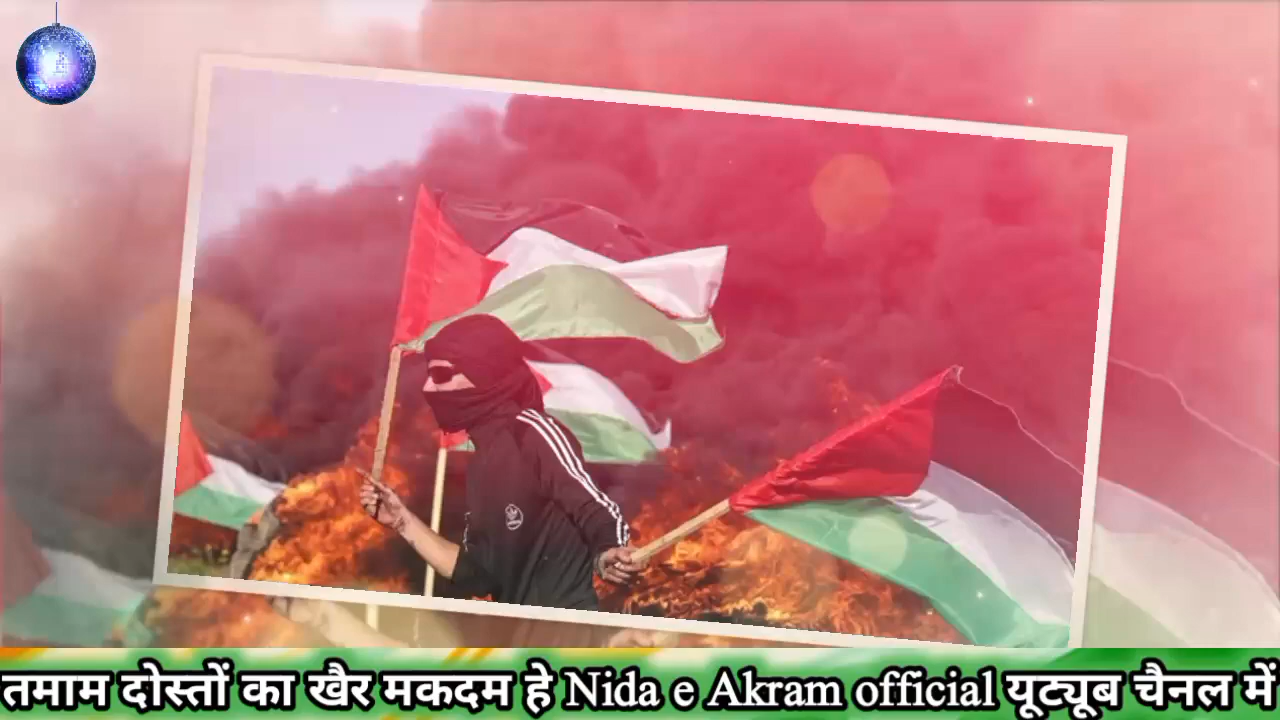 तमाम दोस्तों का खैर मकदम हे Nida e Akram official यूट्यूब चैनल में